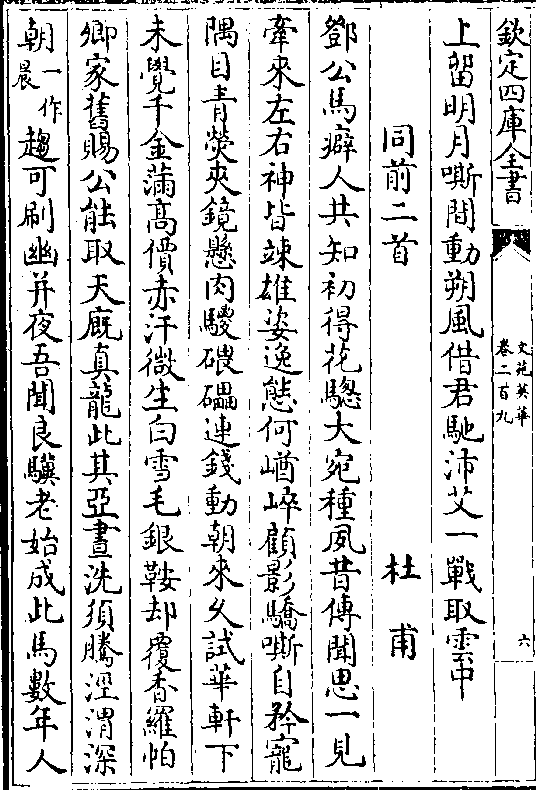 欽定四庫全書
文苑英華
卷二百九
六
上留明月嘶間動朔風借君馳沛艾一戰取雲中
同前二首 杜甫
鄧公馬癖人共知初得花驄大宛種夙昔傳聞思一見
牽來左右神皆竦雄姿逸態何崷崒顧影驕嘶自矜寵
隅目青熒夾鏡懸肉騣磈礧連錢動朝來久試華軒下
未覺千金滿高價赤汗微生白雪毛銀鞍却覆香羅帕
卿家舊賜公能取天廐真龍此其亞晝洗須騰涇渭深
朝一作晨趨可刷幽并夜吾聞良驥老始成此馬數年人